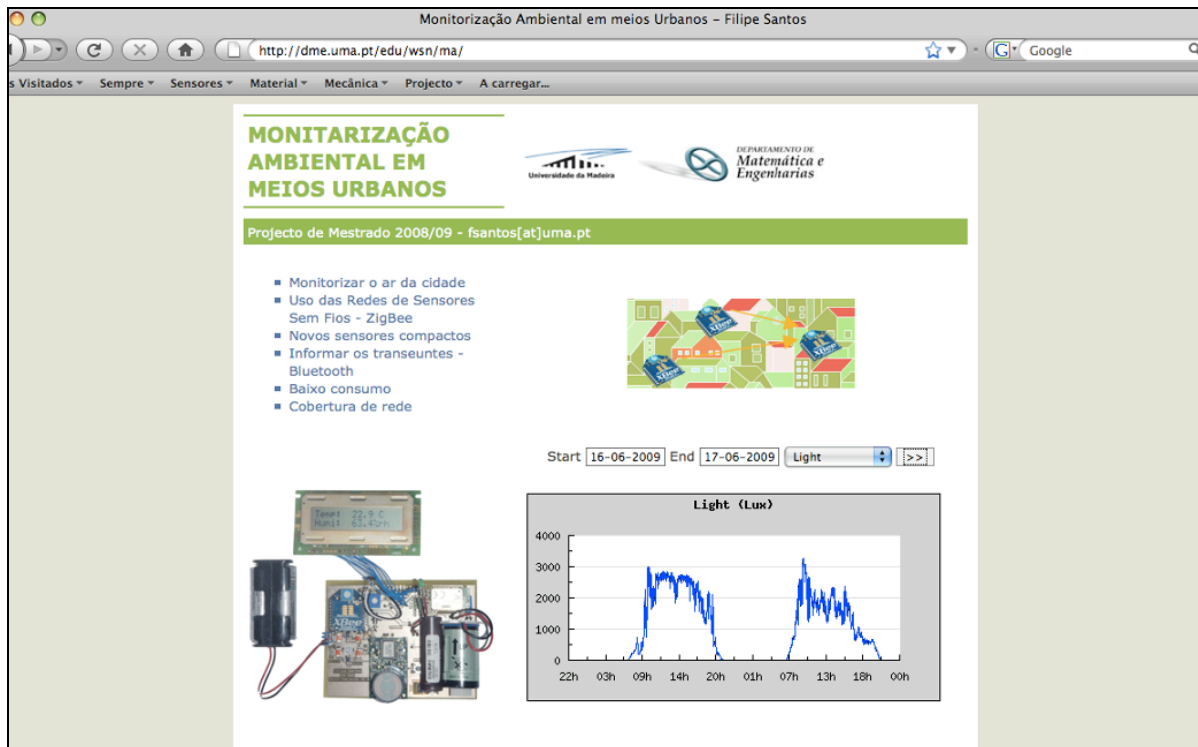 Monitorização Ambiental em meios Urbanos – Filipe Santos
http://dme.uma.pt/edu/wsn/ma/
G
Google
s Visitados
Sempre
Sensores
Material
Mecânica
Projecto
A carregar...
MONITARIZAÇÃO
AMBIENTAL EM
MEIOS URBANOS
Universidade da Madeira
DEPARTAMENTO DE
Matemática e
Engenharias
Projecto de Mestrado 2008/09 - fsantos[at]uma.pt
Monitorizar o ar da cidade
Uso das Redes de Sensores
Sem Fios - ZigBee
Novos sensores compactos
Informar os transeuntes -
Bluetooth
Baixo consumo
Cobertura de rede
XBee
XBee
XBee
Start 16-06-2009 End 17-06-2009 Light >>
Temp: 22.9 C
Humi: 63.4%rh
XBee
Light (Lux)
4000
3000
2000
1000
0
22h 03h 09h 14h 20h 01h 07h 13h 18h 00h